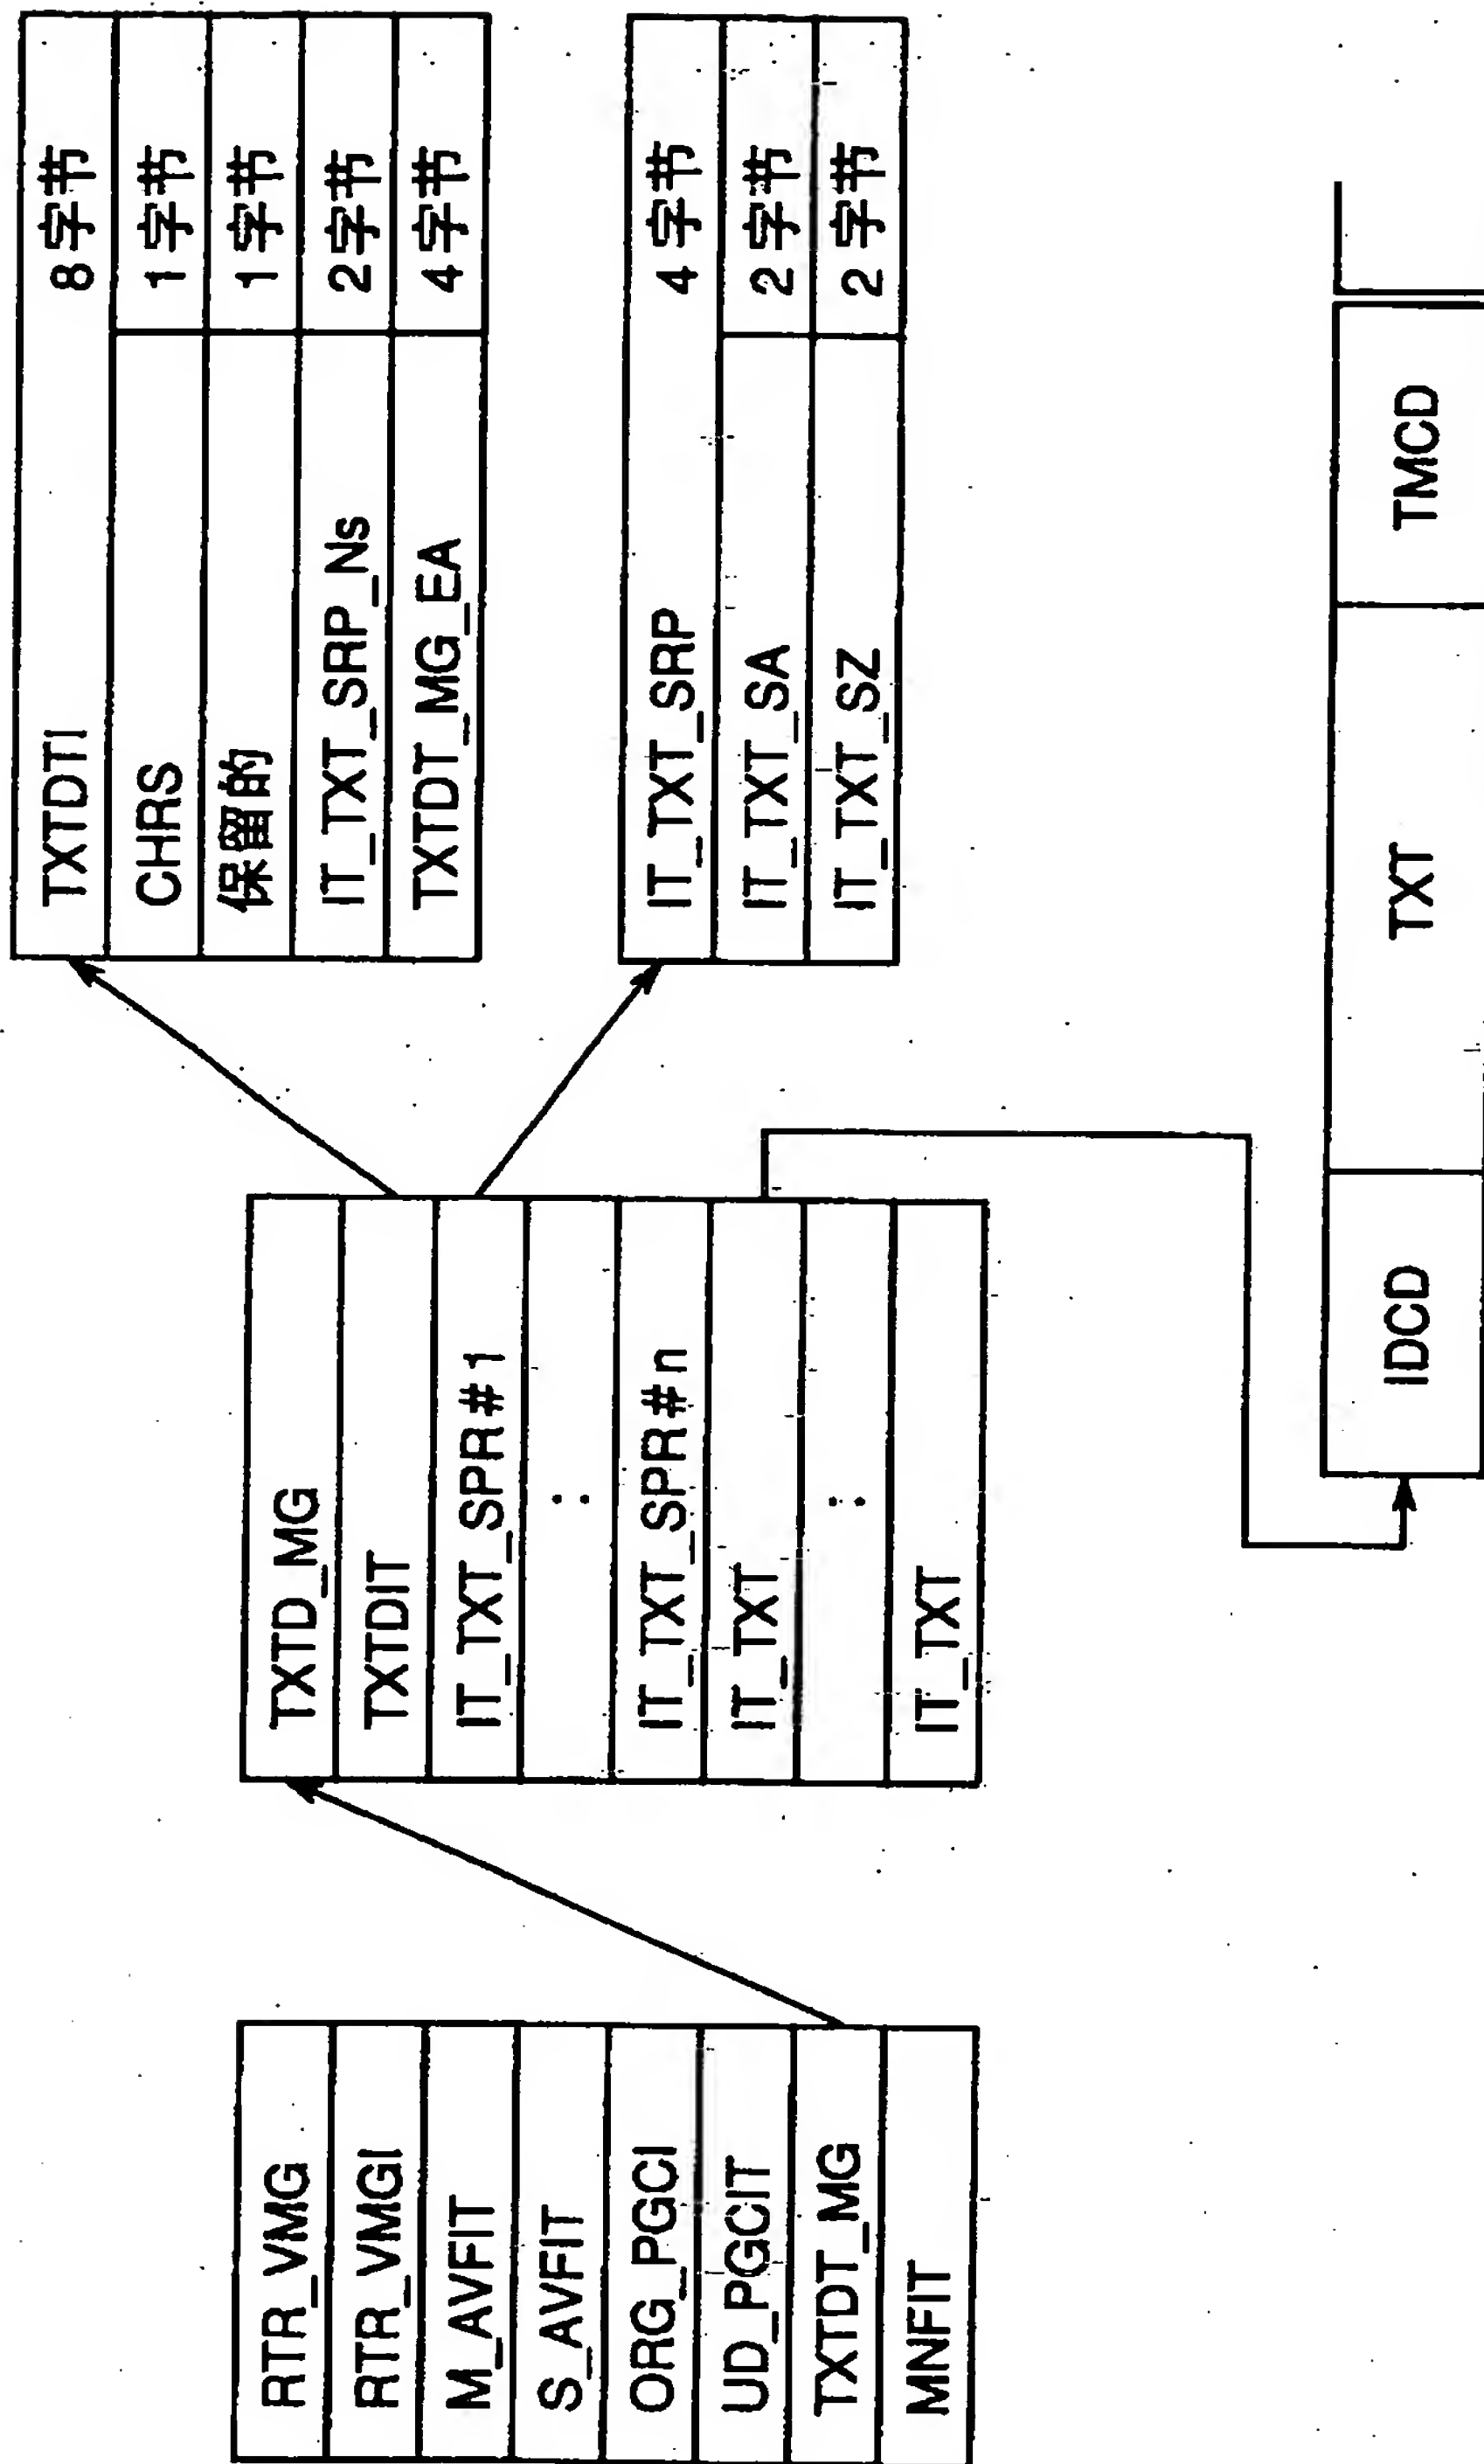 RTR_VMG
RTR_VMGI
M_AVFIT
S_AVFIT
ORG_PGCI
UD_PGCIT
TXTDT_MG
MNFIT
TXTD_MG
TXTDIT
IT_TXT_SPR#1
:
IT_TXT_SPR#n
IT_TXT
:
IT_TXT
TXTDTI 8字节
CHRS 1字节
保留的 1字节
IT_TXT_SRP_Ns 2字节
TXTDT_MG_EA 4字节
IT_TXT_SRP 4字节
IT_TXT_SA 2字节
IT_TXT_SZ 2字节
IDCD TXT TMCD